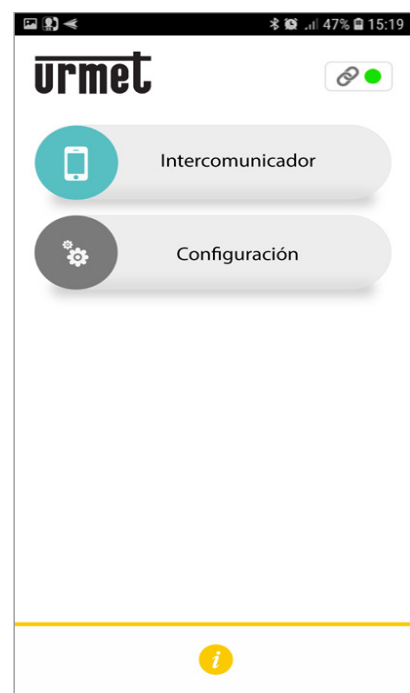 47% 15:19
urmet
Intercomunicador
Configuración
i